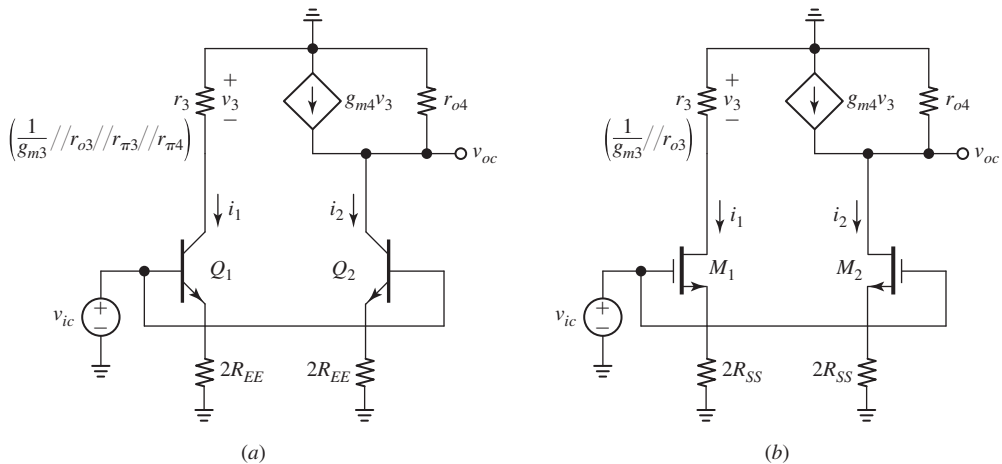 r3
+
v3
−
gm4v3
ro4
(1/gm3 //ro3//rπ3//rπ4)
voc
i1
i2
Q1
Q2
vic
+
−
2REE
2REE
(a)
r3
+
v3
−
gm4v3
ro4
(1/gm3 //ro3)
voc
i1
i2
M1
M2
vic
+
−
2RSS
2RSS
(b)